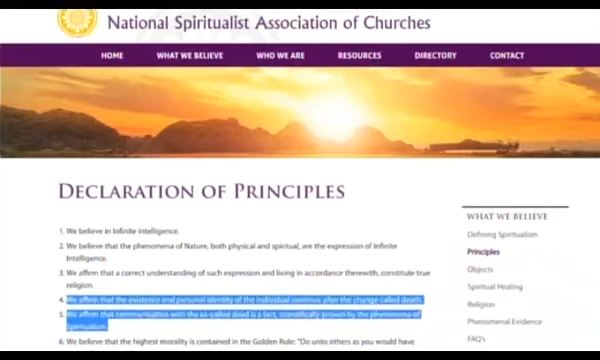 National Spiritualist Association of Churches
HOME WHAT WE BELIEVE WHO WE ARE RESOURCES DIRECTORY CONTACT
DECLARATION OF PRINCIPLES
1. We believe in Infinite Intelligence.
2. We believe that the phenomena of Nature, both physical and spiritual, are the expression of Infinite
Intelligence.
3. We affirm that a correct understanding of such expression and living in accordance therewith, constitute true
religion.
4. We affirm that the existence and personal identity of the individual continue after the change called death.
5. We affirm that communication with the so-called dead is a fact, scientifically proven by the phenomena of
Spiritualism.
6. We believe that the highest morality is contained in the Golden Rule: "Do unto others as you would have
WHAT WE BELIEVE
Defining Spiritualism
Principles
Objects
Spiritual Healing
Religion
Phenomenal Evidence
FAQ's